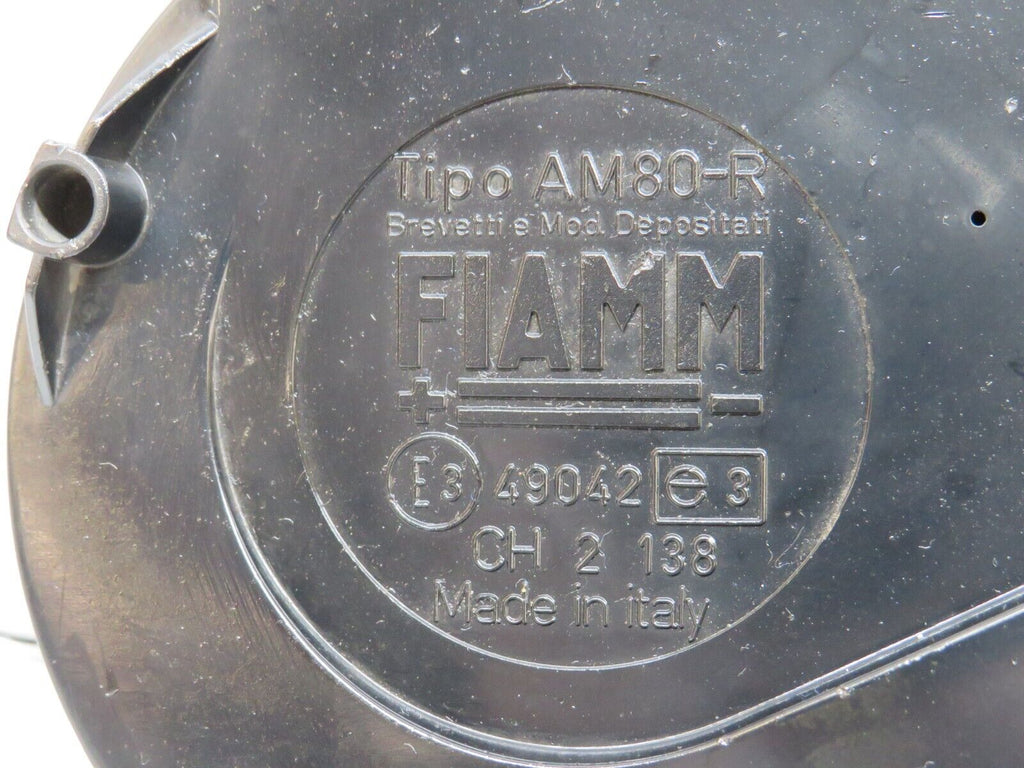 Tipo AM80-R
Brevetti e Mod. Depositati
FIAMM
+ -
E3 49042 e 3
CH 2 138
Made in italy